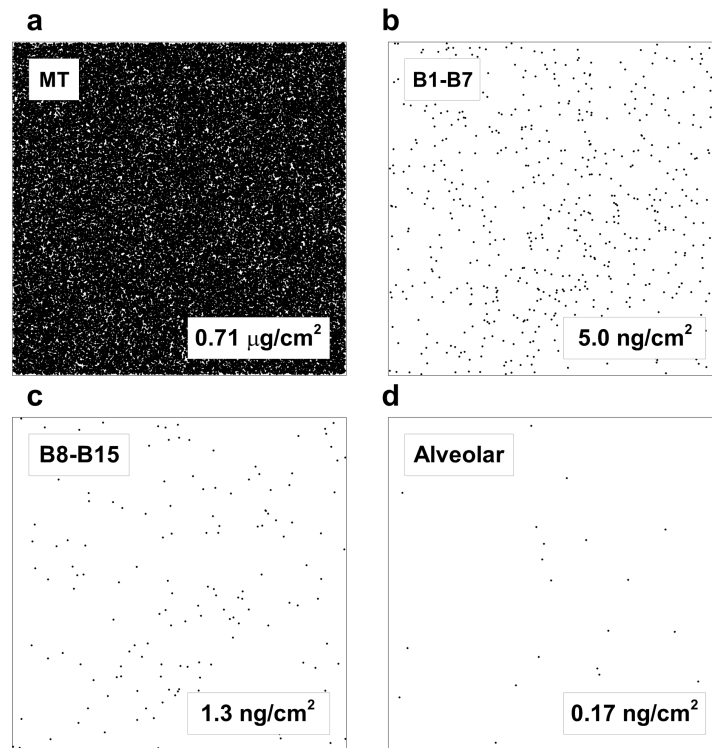 a
MT
0.71 μg/cm²
b
B1-B7
5.0 ng/cm²
c
B8-B15
1.3 ng/cm²
d
Alveolar
0.17 ng/cm²